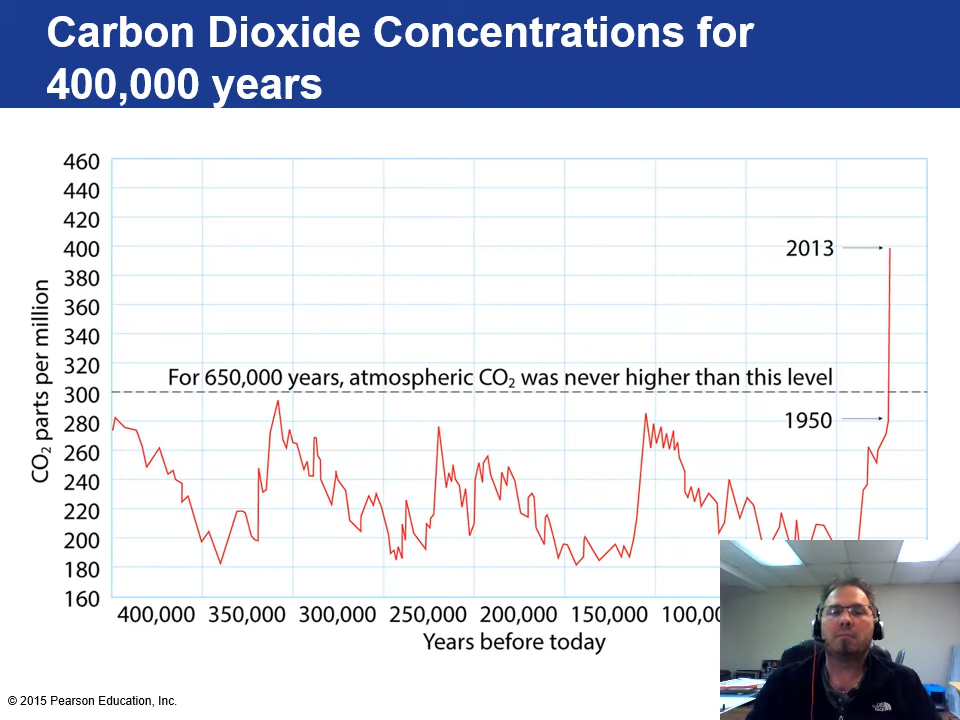 Carbon Dioxide Concentrations for
400,000 years
460
440
420
400
380
360
340
320
300
280
260
240
220
200
180
160
CO₂ parts per million
2013
For 650,000 years, atmospheric CO₂ was never higher than this level
1950
400,000 350,000 300,000 250,000 200,000 150,000
Years before today
© 2015 Pearson Education, Inc.